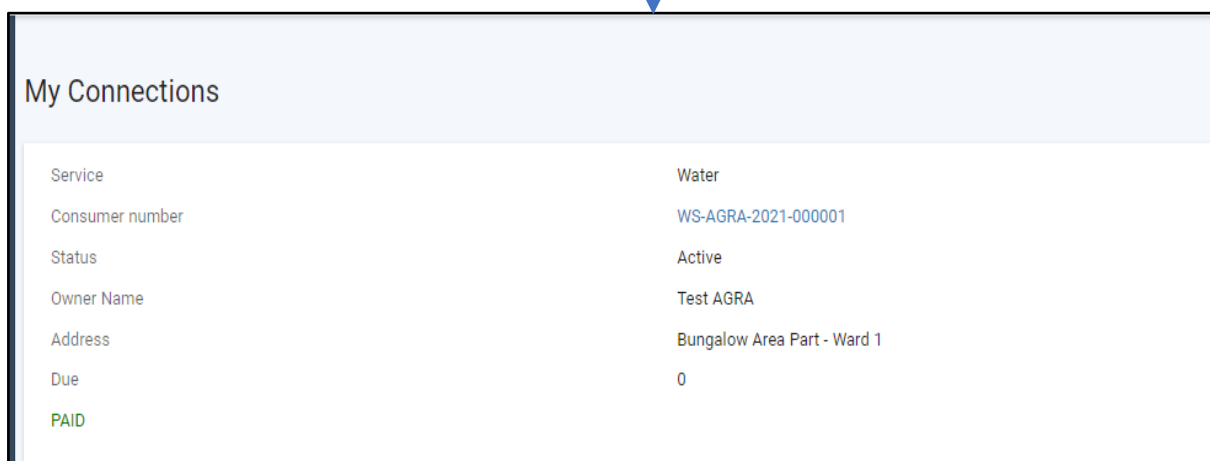 My Connections
Service Water
Consumer number WS-AGRA-2021-000001
Status Active
Owner Name Test AGRA
Address Bungalow Area Part - Ward 1
Due 0
PAID